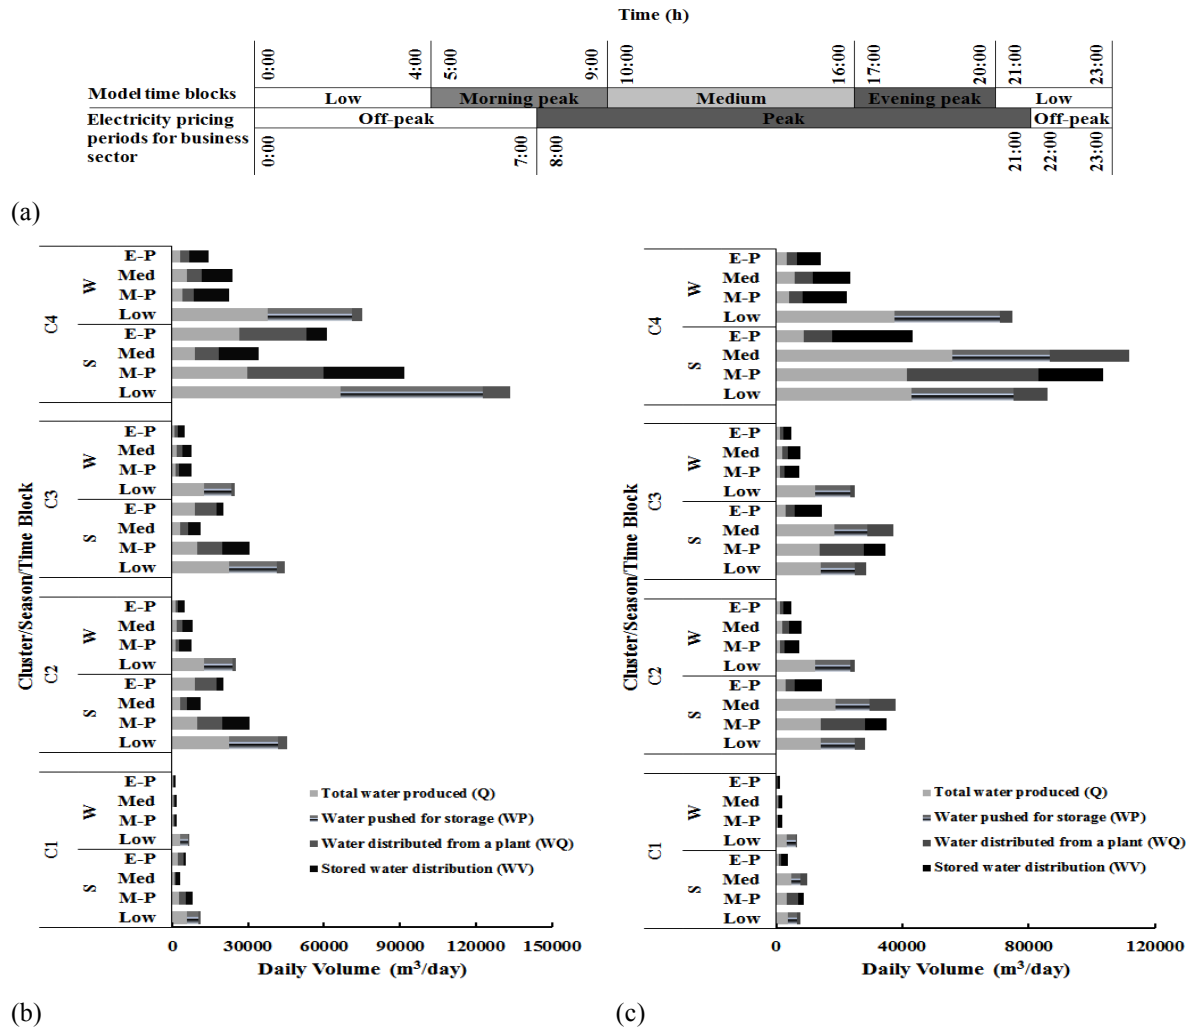 Time (h)
0:00 4:00 5:00 9:00 10:00 16:00 17:00 20:00 21:00 23:00
Model time blocks Low Morning peak Medium Evening peak Low
Electricity pricing periods for business sector Off-peak Peak Off-peak
0:00 7:00 8:00 21:00 22:00 23:00
(a)
Cluster/Season/Time Block
C4
W
E-P
Med
M-P
Low
S
E-P
Med
M-P
Low
C3
W
E-P
Med
M-P
Low
S
E-P
Med
M-P
Low
C2
W
E-P
Med
M-P
Low
S
E-P
Med
M-P
Low
C1
W
E-P
Med
M-P
Low
S
E-P
Med
M-P
Low
Total water produced (Q)
Water pushed for storage (WP)
Water distributed from a plant (WQ)
Stored water distribution (WV)
0 30000 60000 90000 120000 150000
Daily Volume (m³/day)
(b)
Cluster/Season/Time Block
C4
W
E-P
Med
M-P
Low
S
E-P
Med
M-P
Low
C3
W
E-P
Med
M-P
Low
S
E-P
Med
M-P
Low
C2
W
E-P
Med
M-P
Low
S
E-P
Med
M-P
Low
C1
W
E-P
Med
M-P
Low
S
E-P
Med
M-P
Low
Total water produced (Q)
Water pushed for storage (WP)
Water distributed from a plant (WQ)
Stored water distribution (WV)
0 40000 80000 120000
Daily Volume (m³/day)
(c)